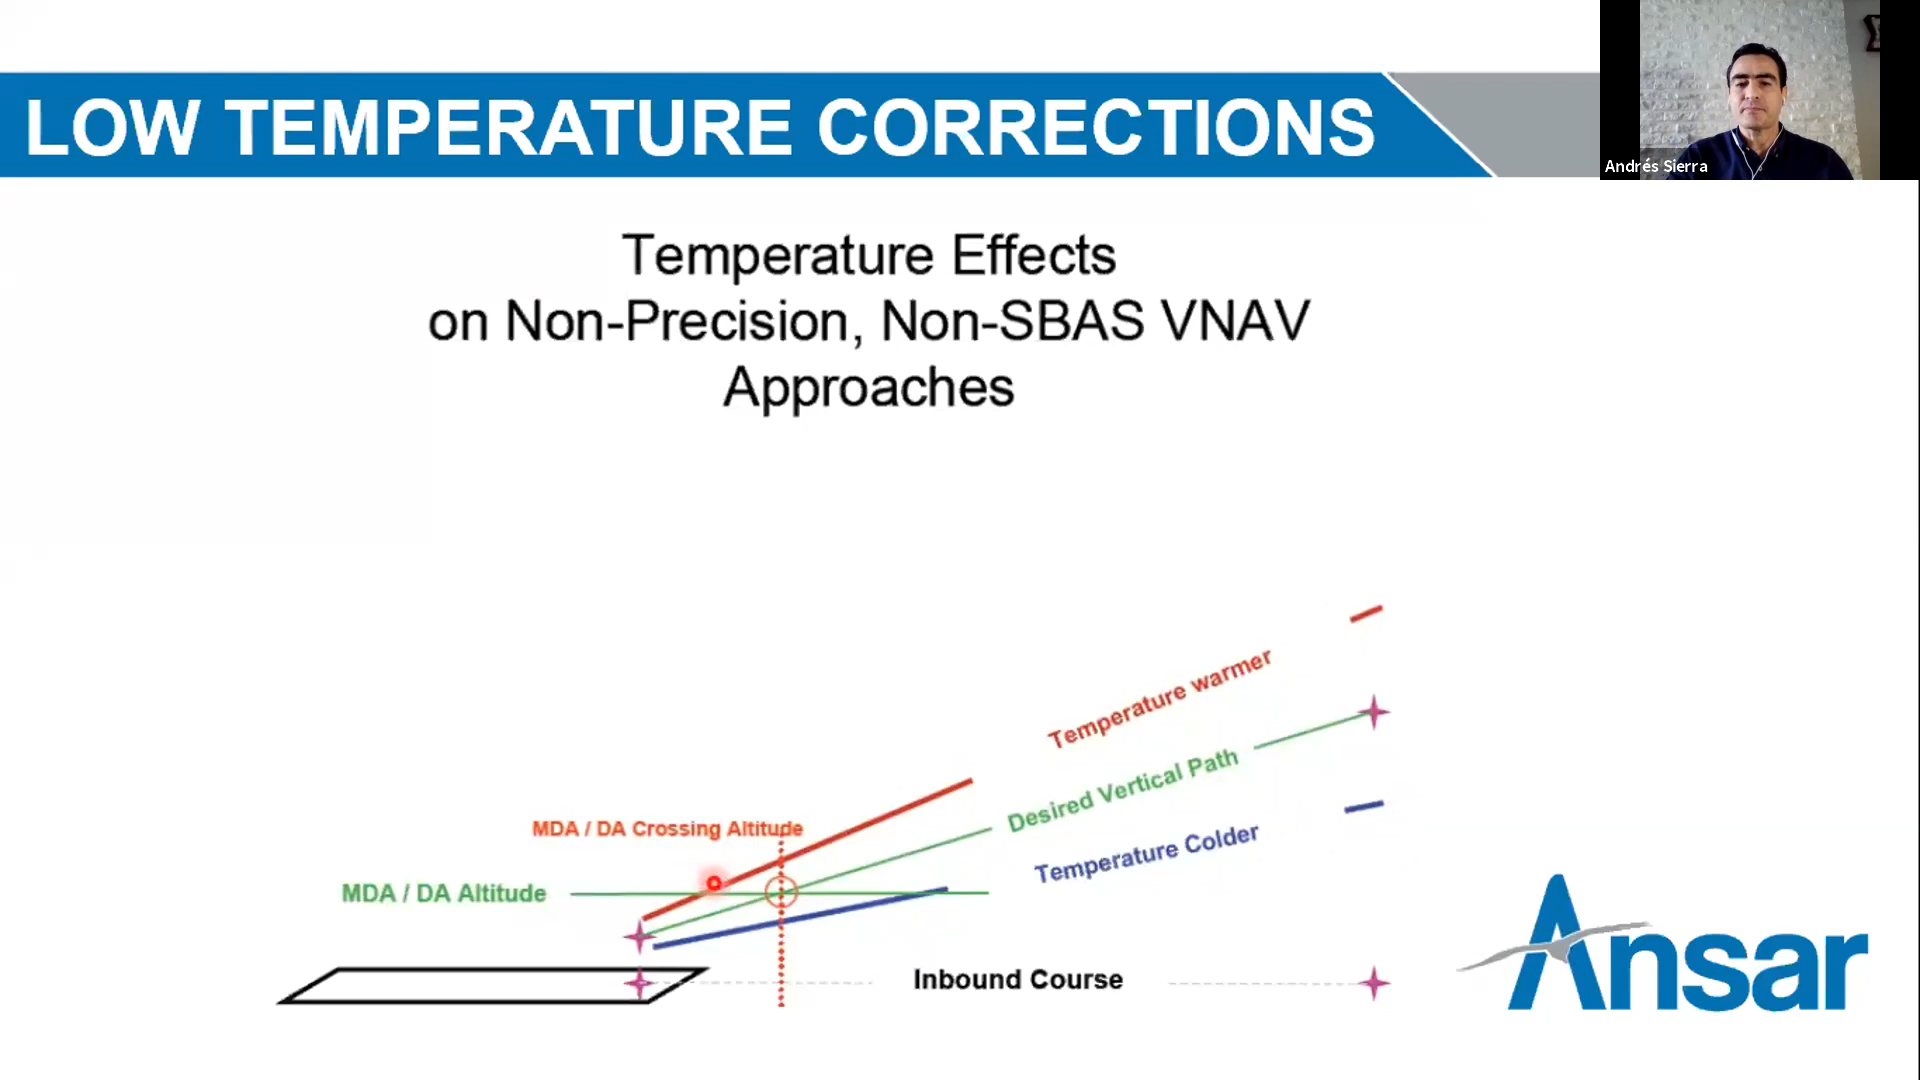 LOW TEMPERATURE CORRECTIONS
Andrés Sierra
Temperature Effects
on Non-Precision, Non-SBAS VNAV
Approaches
Temperature warmer
Desired Vertical Path
Temperature Colder
MDA / DA Crossing Altitude
MDA / DA Altitude
Inbound Course
Ansar